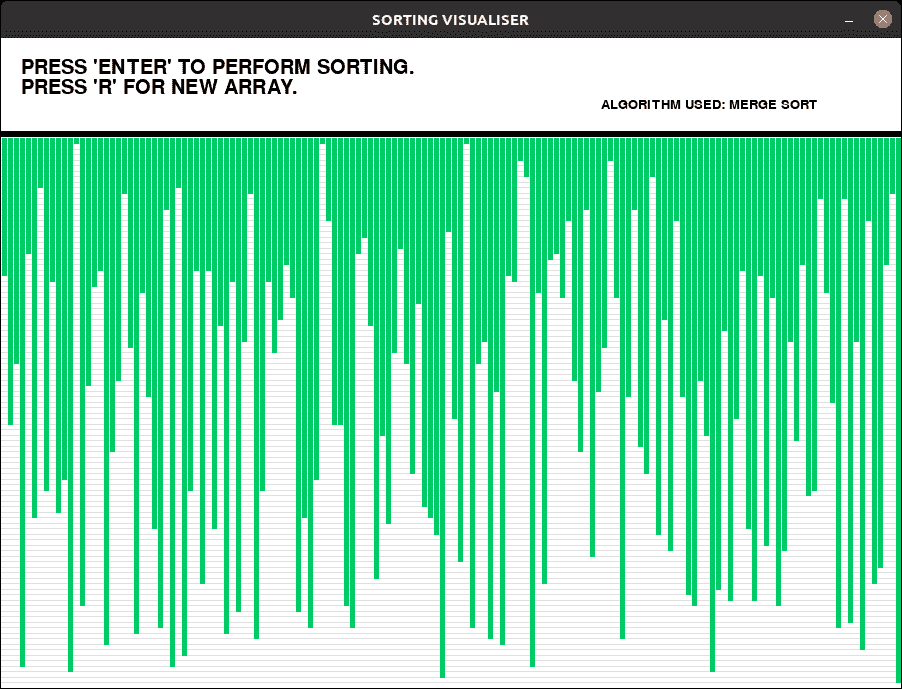 SORTING VISUALISER
PRESS 'ENTER' TO PERFORM SORTING.
PRESS 'R' FOR NEW ARRAY.
ALGORITHM USED: MERGE SORT